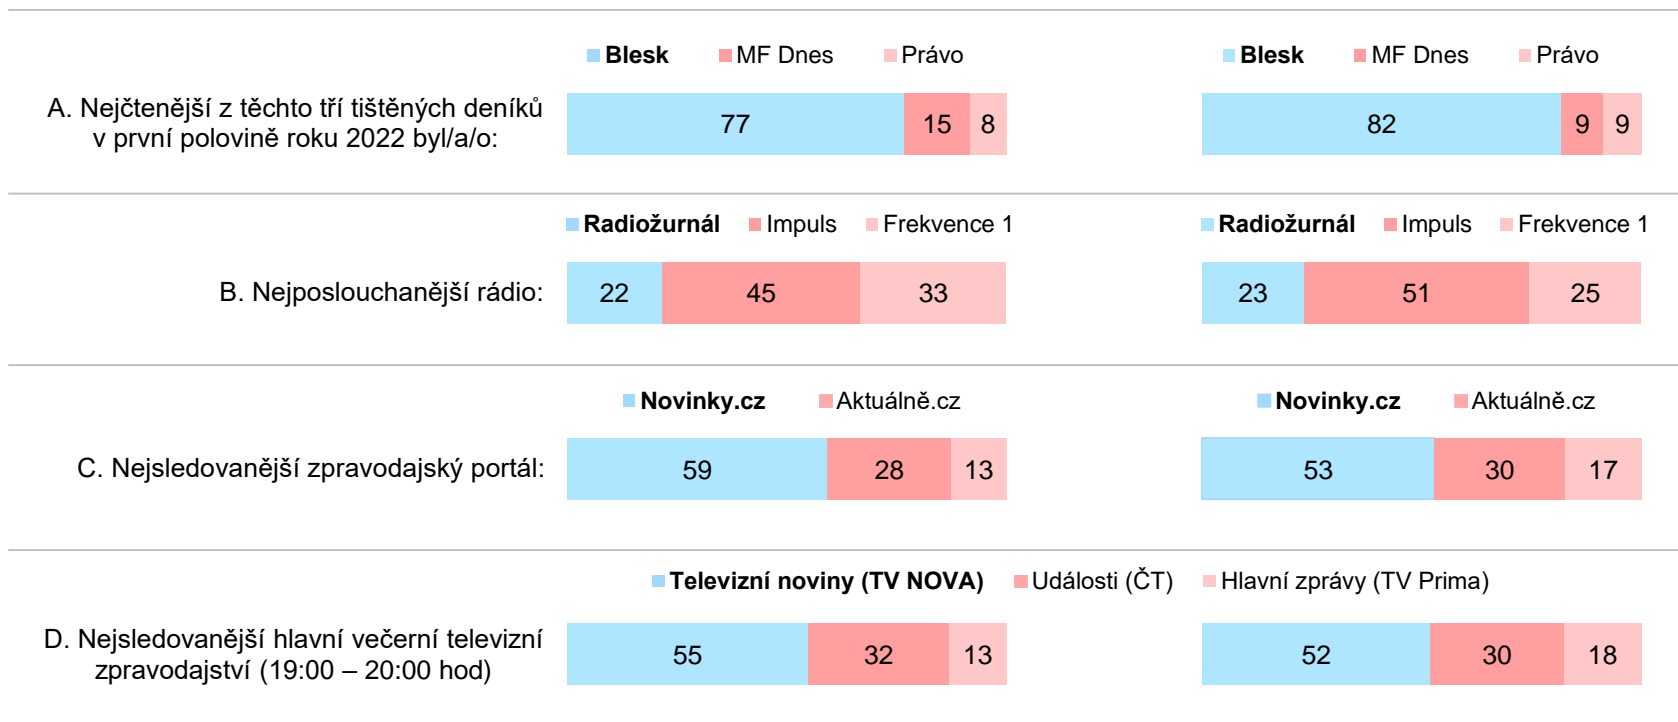 Blesk MF Dnes Právo Blesk MF Dnes Právo
A. Nejčtenější z těchto tří tištěných deníků
v první polovině roku 2022 byl/a/o:
77 15 8 82 9 9
Radiožurnál Impuls Frekvence 1 Radiožurnál Impuls Frekvence 1
B. Nejposlouchanější rádio: 22 45 33 23 51 25
Novinky.cz Aktuálně.cz Novinky.cz Aktuálně.cz
C. Nejsledovanější zpravodajský portál: 59 28 13 53 30 17
Televizní noviny (TV NOVA) Události (ČT) Hlavní zprávy (TV Prima)
D. Nejsledovanější hlavní večerní televizní
zpravodajství (19:00 – 20:00 hod)
55 32 13 52 30 18